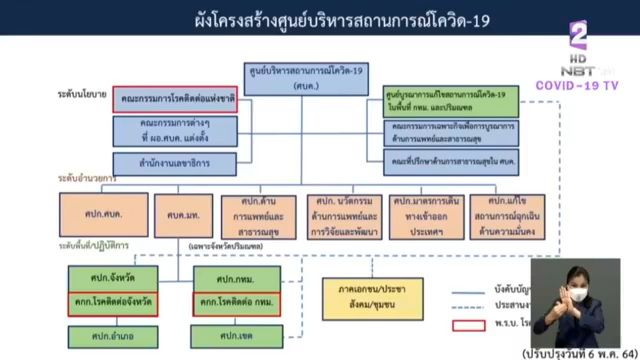 ผังโครงสร้างศูนย์บริหารสถานการณ์โควิด-19
2
HD
NBT
COVID-19 TV
ศูนย์บริหารสถานการณ์โควิด-19
(ศบค.)
ระดับนโยบาย
คณะกรรมการโรคติดต่อแห่งชาติ
คณะกรรมการต่างๆ
ที่ ผอ.ศบค. แต่งตั้ง
สำนักงานเลขาธิการ
ศูนย์บูรณาการแก้ไขสถานการณ์โควิด-19
ในพื้นที่ กทม. และปริมณฑล
คณะกรรมการเฉพาะกิจเพื่อการบูรณาการ
ด้านการแพทย์และสาธารณสุข
คณะที่ปรึกษาด้านการสาธารณสุขใน ศบค.
ระดับอำนวยการ
ศปก.ศบค.
ศบค.มท.
ศปก.ด้าน
การแพทย์และ
สาธารณสุข
ศปก. นวัตกรรม
ด้านการแพทย์และ
การวิจัยและพัฒนา
ศปก.มาตรการเดิน
ทางเข้าออก
ประเทศฯ
ศปก.แก้ไข
สถานการณ์ฉุกเฉิน
ด้านความมั่นคง
ระดับพื้นที่/ปฏิบัติการ
(เฉพาะจังหวัดปริมณฑล)
ศปก.จังหวัด
คกก.โรคติดต่อจังหวัด
ศปก.อำเภอ
ศปก.กทม.
คกก.โรคติดต่อ กทม.
ศปก.เขต
ภาคเอกชน/ประชา
สังคม/ชุมชน
บังคับบัญ
ประสานง
พ.ร.บ. โร
(ปรับปรุงวันที่ 6 พ.ค. 64)